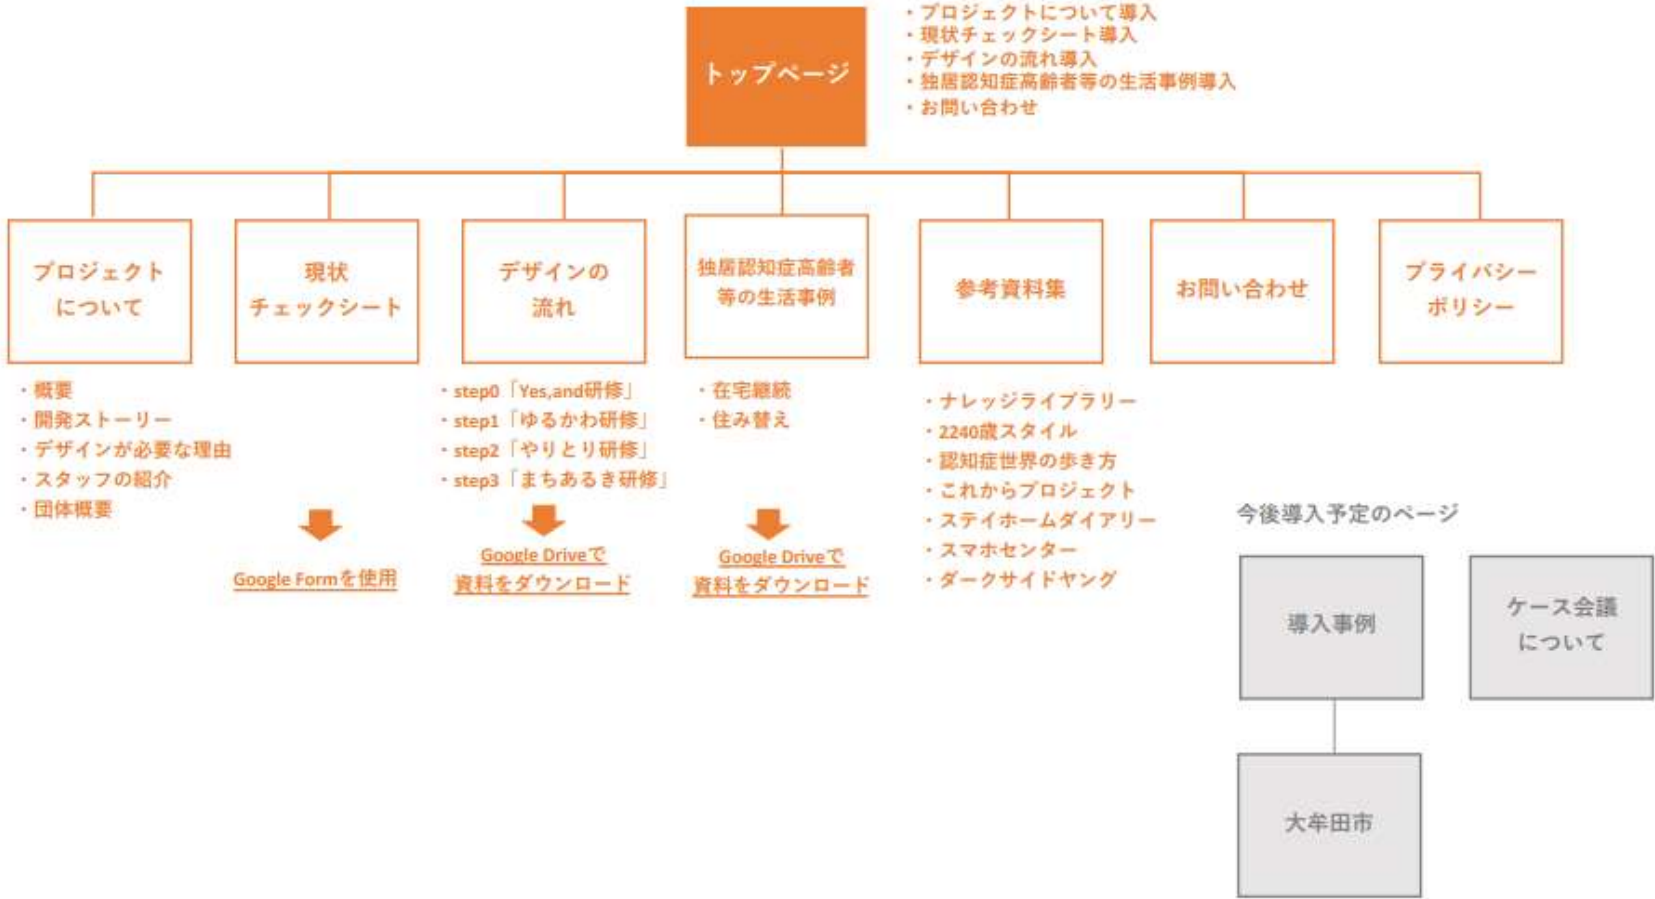 トップページ
・プロジェクトについて導入
・現状チェックシート導入
・デザインの流れ導入
・独居認知症高齢者等の生活事例導入
・お問い合わせ
プロジェクト
について
・概要
・開発ストーリー
・デザインが必要な理由
・スタッフの紹介
・団体概要
現状
チェックシート
Google Formを使用
デザインの
流れ
・step0「Yes,and研修」
・step1「ゆるかわ研修」
・step2「やりとり研修」
・step3「まちあるき研修」
Google Driveで
資料をダウンロード
独居認知症高齢者
等の生活事例
・在宅継続
・住み替え
Google Driveで
資料をダウンロード
参考資料集
・ナレッジライブラリー
・2240歳スタイル
・認知症世界の歩き方
・これからプロジェクト
・ステイホームダイアリー
・スマホセンター
・ダークサイドヤング
お問い合わせ
プライバシー
ポリシー
今後導入予定のページ
導入事例
ケース会議
について
大牟田市